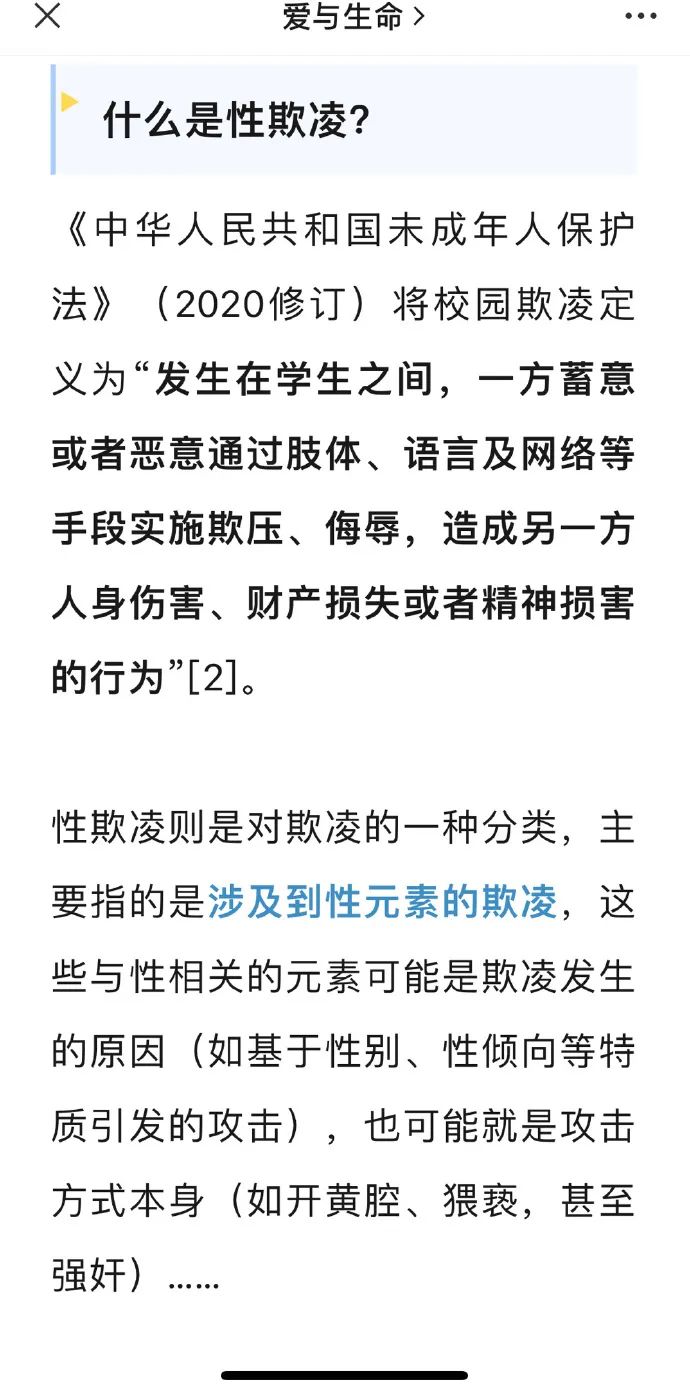 爱与生命
什么是性欺凌?
《中华人民共和国未成年人保护
法》（2020修订）将校园欺凌定
义为“发生在学生之间，一方蓄意
或者恶意通过肢体、语言及网络等
手段实施欺压、侮辱，造成另一方
人身伤害、财产损失或者精神损害
的行为”[2]。
性欺凌则是对欺凌的一种分类，主
要指的是涉及到性元素的欺凌，这
些与性相关的元素可能是欺凌发生
的原因（如基于性别、性倾向等特
质引发的攻击），也可能就是攻击
方式本身（如开黄腔、猥亵，甚至
强奸）……